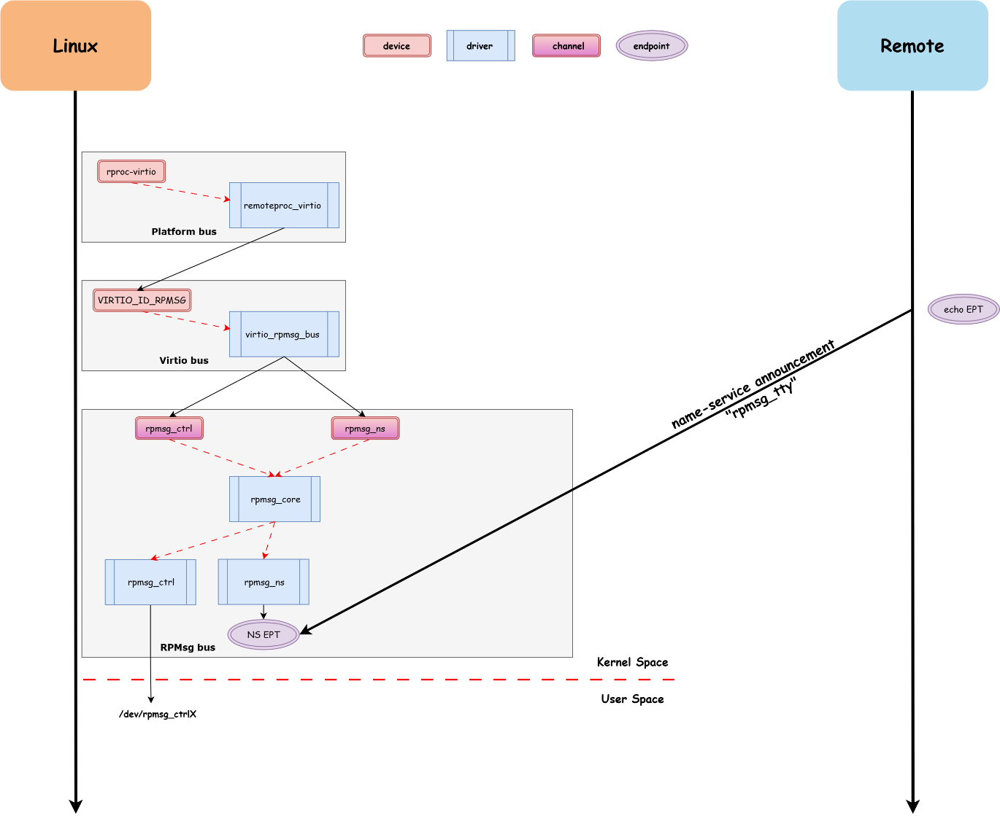 Linux
device
driver
channel
endpoint
Remote
rproc-virtio
remoteproc_virtio
Platform bus
VIRTIO_ID_RPMSG
virtio_rpmsg_bus
Virtio bus
echo EPT
name-service announcement
"rpmsg_tty"
rpmsg_ctrl
rpmsg_ns
rpmsg_core
rpmsg_ctrl
rpmsg_ns
NS EPT
RPMsg bus
Kernel Space
User Space
/dev/rpmsg_ctrlX